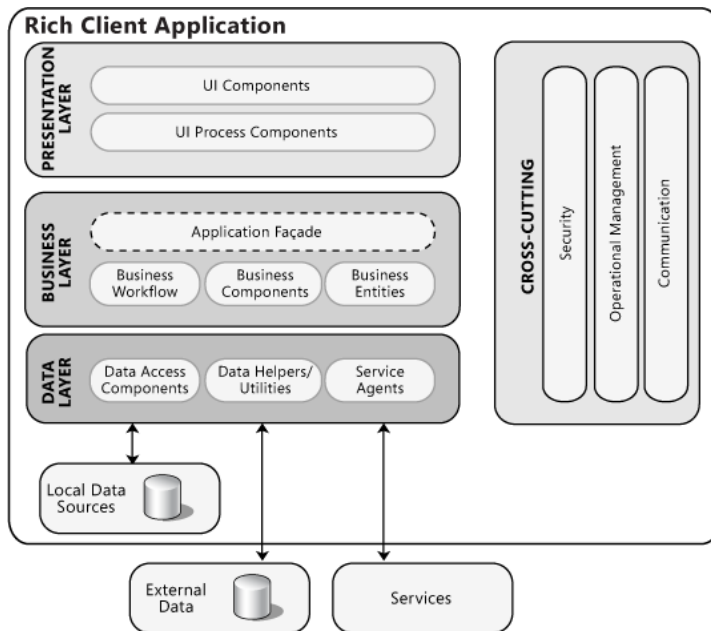 Rich Client Application
PRESENTATION
LAYER
UI Components
UI Process Components
BUSINESS
LAYER
Application Façade
Business
Workflow
Business
Components
Business
Entities
DATA
LAYER
Data Access
Components
Data Helpers/
Utilities
Service
Agents
CROSS-CUTTING
Security
Operational Management
Communication
Local Data
Sources
External
Data
Services